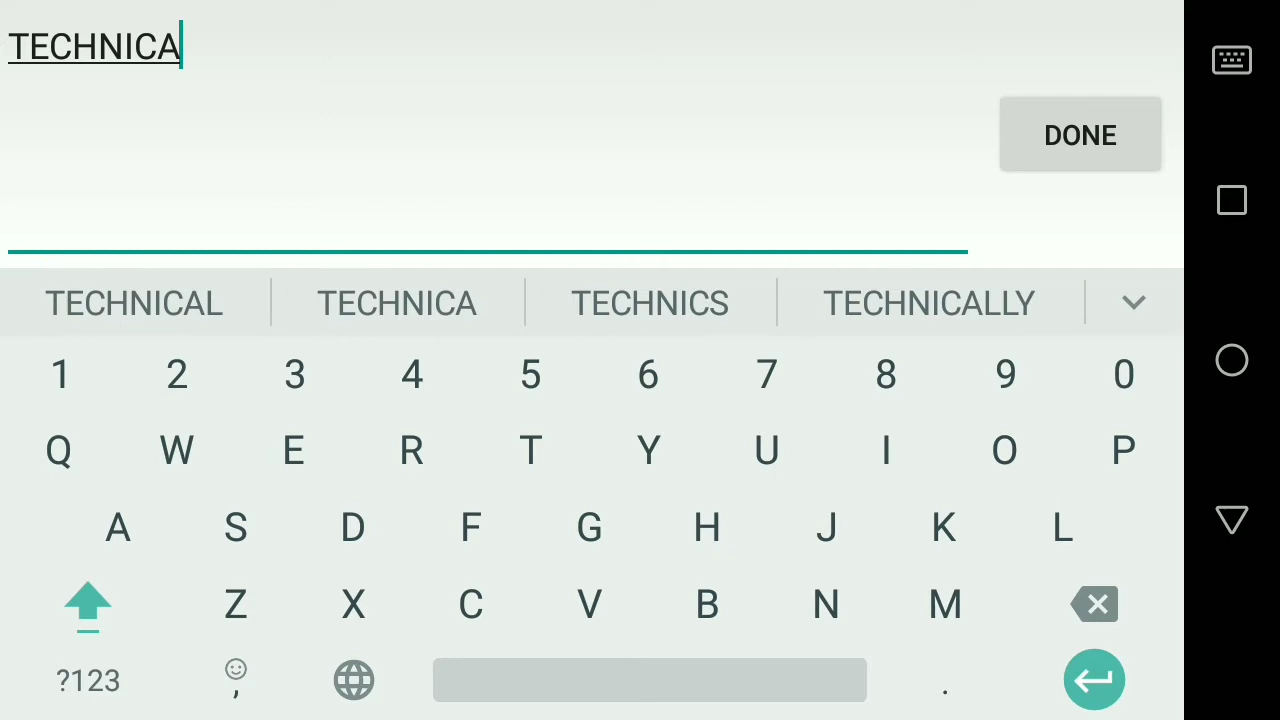 TECHNICA
DONE
TECHNICAL TECHNICA TECHNICS TECHNICALLY
1 2 3 4 5 6 7 8 9 0
Q W E R T Y U I O P
A S D F G H J K L
Z X C V B N M
?123 , .